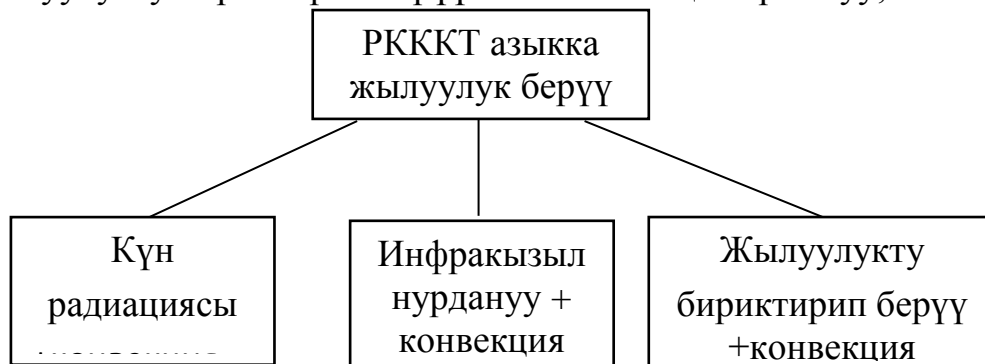 РКККТ азыкка
жылуулук берүү
Күн
радиациясы
Инфракызыл
нурдануу +
конвекция
Жылуулукту
бириктирип берүү
+конвекция